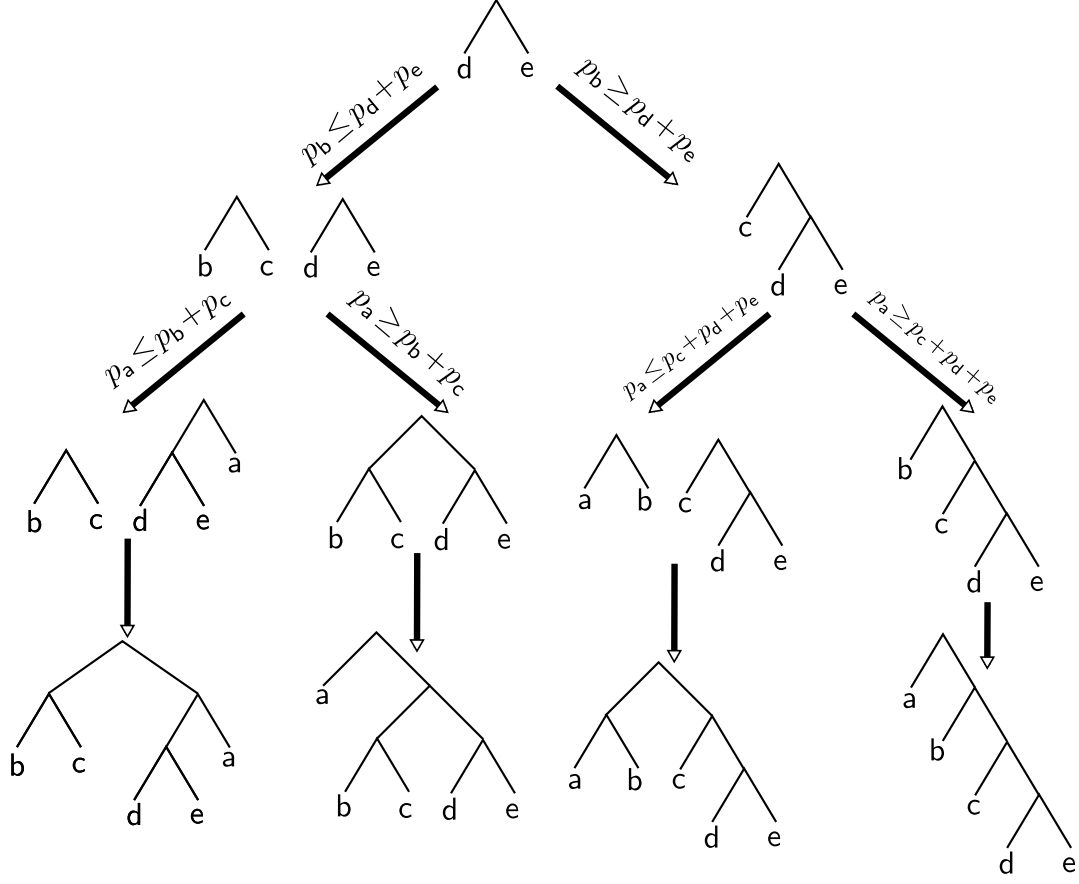 d e
p_b ≤ p_d + p_e
p_b ≥ p_d + p_e
b c d e
c
d e
p_a ≤ p_b + p_c
p_a ≥ p_b + p_c
p_a ≤ p_c + p_d + p_e
p_a ≥ p_c + p_d + p_e
a
b c d e
b c d e
a b c
d e
b
c
d e
b c a
d e
a
b c d e
a b c
d e
a
b
c
d e